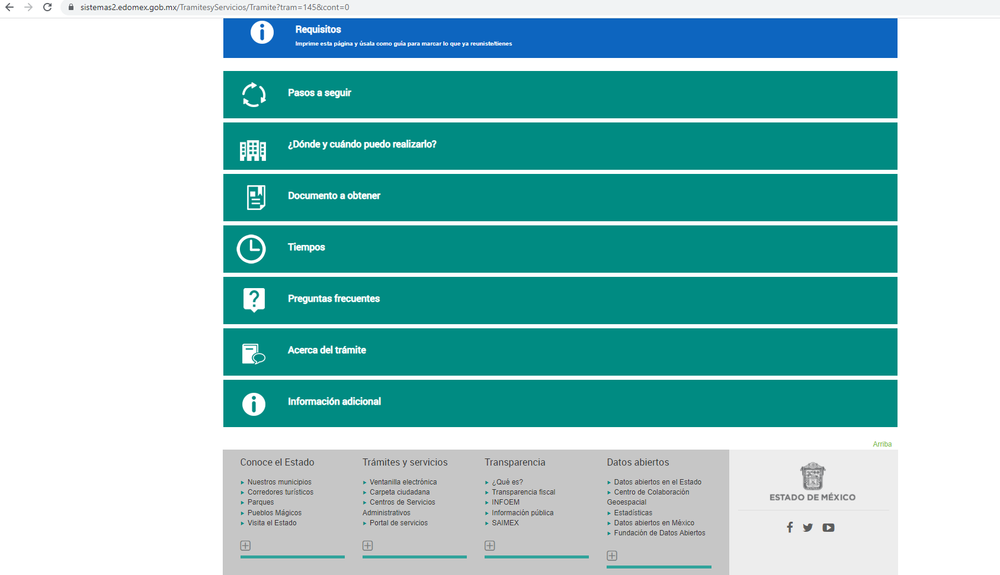 sistemas2.edomex.gob.mx/TramitesyServicios/Tramite?tram=145&cont=0
Requisitos
Imprime esta página y úsala como guía para marcar lo que ya reuniste/tienes
Pasos a seguir
¿Dónde y cuándo puedo realizarlo?
Documento a obtener
Tiempos
Preguntas frecuentes
Acerca del trámite
Información adicional
Arriba
Conoce el Estado
Nuestros municipios
Corredores turísticos
Parques
Pueblos Mágicos
Visita el Estado
Trámites y servicios
Ventanilla electrónica
Carpeta ciudadana
Centros de Servicios
Administrativos
Portal de servicios
Transparencia
¿Qué es?
Transparencia fiscal
INFOEM
Información pública
SAIMEX
Datos abiertos
Datos abiertos en el Estado
Centro de Colaboración
Geoespacial
Estadísticas
Datos abiertos en México
Fundación de Datos Abiertos
ESTADO DE MÉXICO